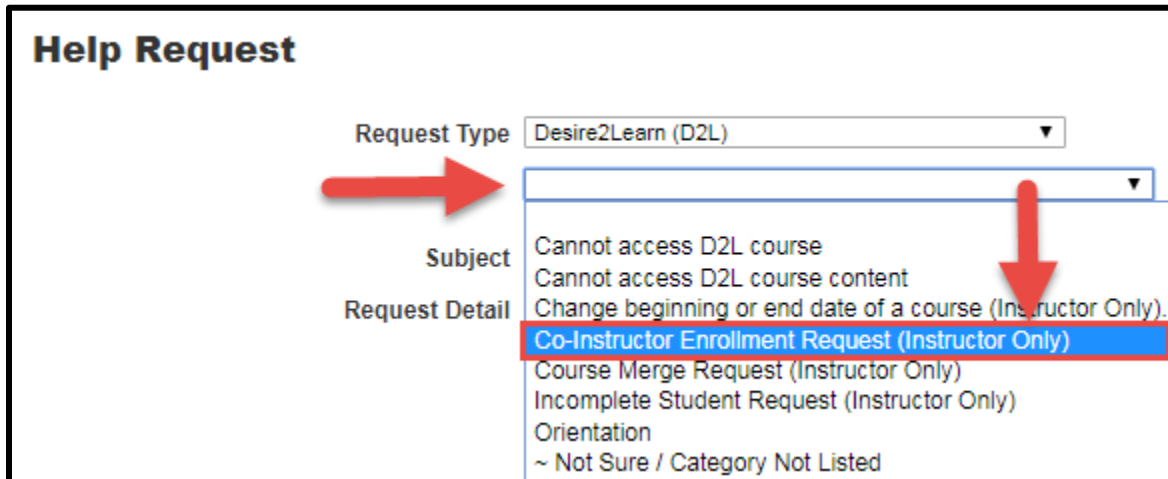 Help Request
Request Type Desire2Learn (D2L)
Subject
Cannot access D2L course
Cannot access D2L course content
Request Detail
Change beginning or end date of a course (Instructor Only).
Co-Instructor Enrollment Request (Instructor Only)
Course Merge Request (Instructor Only)
Incomplete Student Request (Instructor Only)
Orientation
~ Not Sure / Category Not Listed